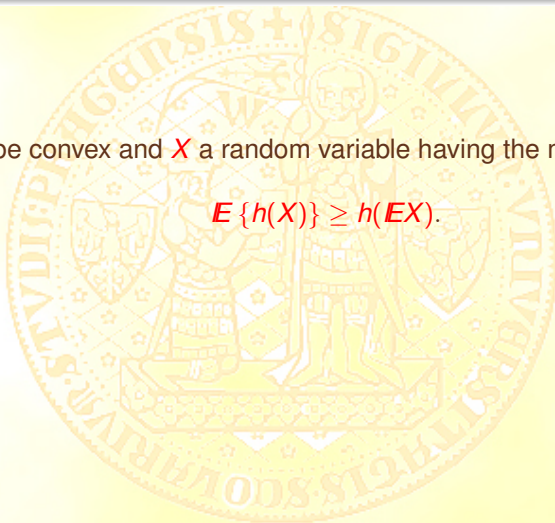 be convex and X a random variable having the
𝔼 {h(X)} ≥ h(𝔼X).